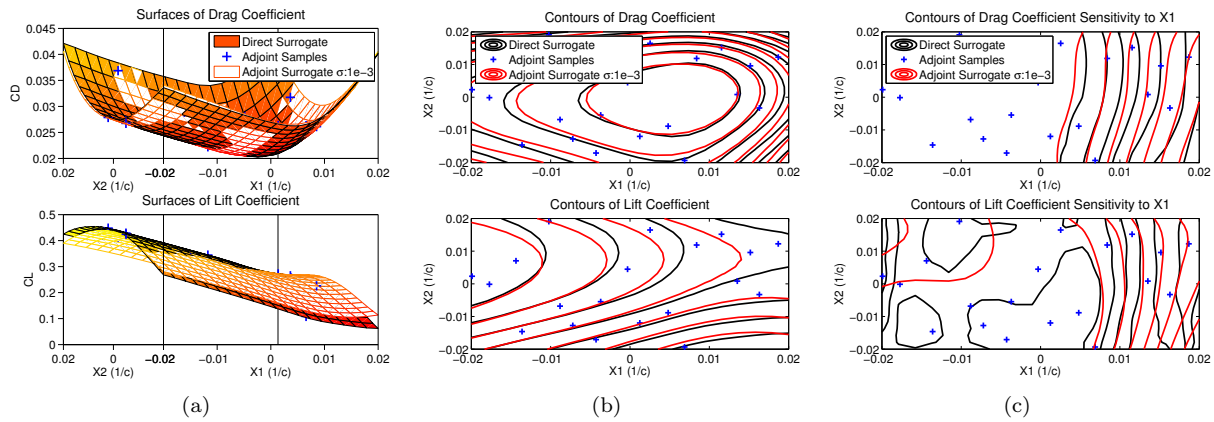 Surfaces of Drag Coefficient
0.045
0.04
0.035
0.03
0.025
0.02
CD
Direct Surrogate
Adjoint Samples
Adjoint Surrogate σ:1e−3
0.02 0 −0.02 0 0.02
X2 (1/c) X1 (1/c)
Surfaces of Lift Coefficient
0.5
0.4
0.3
0.2
0.1
0
CL
0.02 0 −0.02 0 0.02
X2 (1/c) X1 (1/c)
(a)
Contours of Drag Coefficient
0.02
0.01
0
−0.01
−0.02
X2 (1/c)
Direct Surrogate
Adjoint Samples
Adjoint Surrogate σ:1e−3
−0.02 −0.01 0 0.01 0.02
X1 (1/c)
Contours of Lift Coefficient
0.02
0.01
0
−0.01
−0.02
X2 (1/c)
−0.02 −0.01 0 0.01 0.02
X1 (1/c)
(b)
Contours of Drag Coefficient Sensitivity to X1
0.02
0.01
0
−0.01
−0.02
X2 (1/c)
Direct Surrogate
Adjoint Samples
Adjoint Surrogate σ:1e−3
−0.02 −0.01 0 0.01 0.02
X1 (1/c)
Contours of Lift Coefficient Sensitivity to X1
0.02
0.01
0
−0.01
−0.02
X2 (1/c)
−0.02 −0.01 0 0.01 0.02
X1 (1/c)
(c)